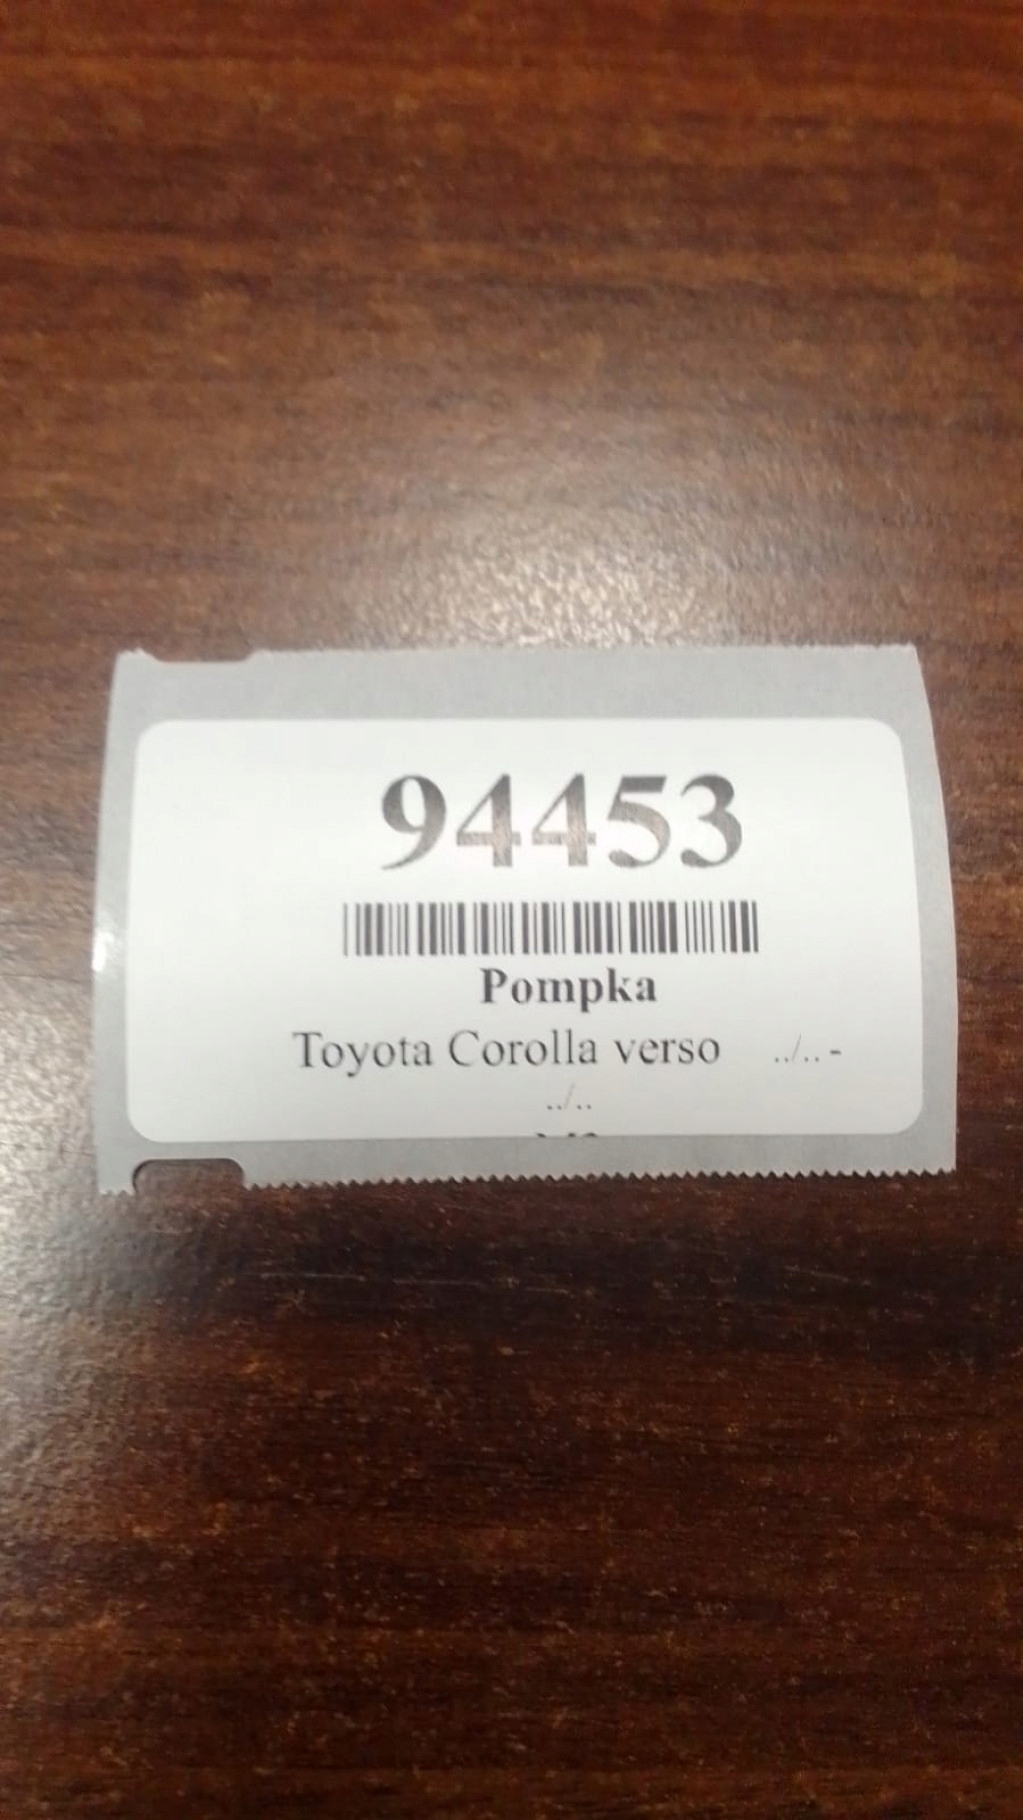 94453
Pompka
Toyota Corolla verso ../.. -
../..